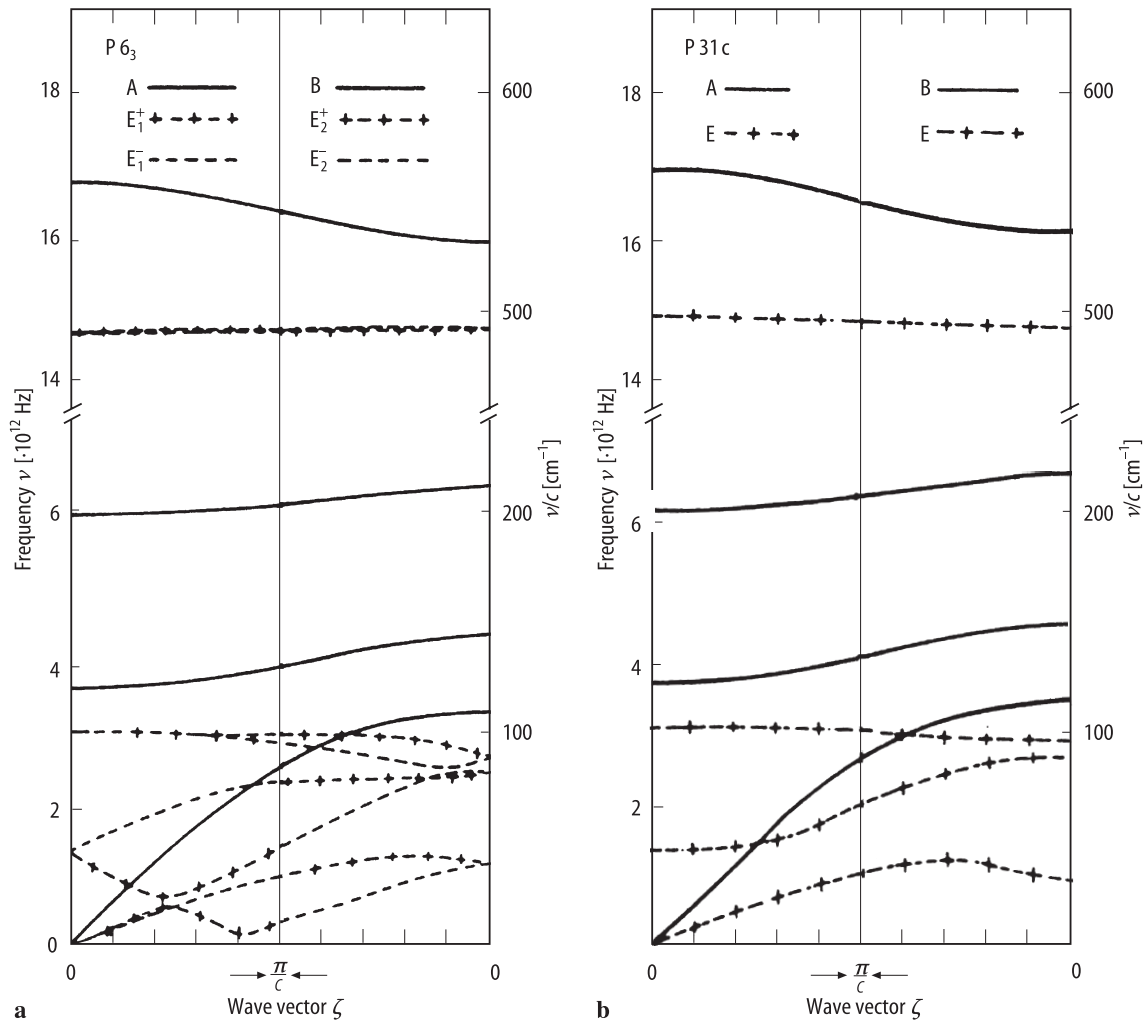 P 6₃
A B
E₁⁺ E₂⁺
E₁⁻ E₂⁻
18
16
14
6
4
2
0
Frequency ν [·10¹² Hz]
600
500
200
100
ν/c [cm⁻¹]
0 → π/c ← 0
Wave vector ζ
a
P 31c
A B
E E
18
16
14
6
4
2
Frequency ν [·10¹² Hz]
600
500
200
100
ν/c [cm⁻¹]
0 → π/c ← 0
Wave vector ζ
b